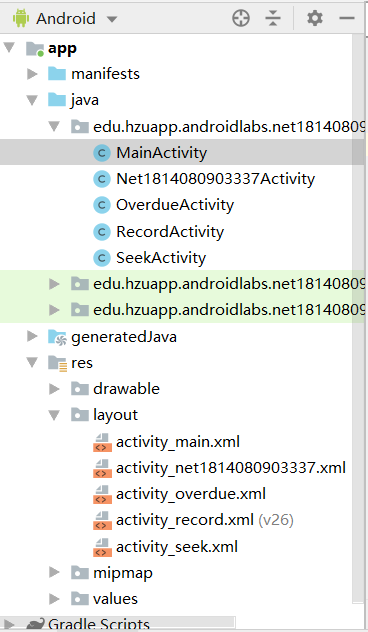 Android
app
manifests
java
edu.hzuapp.androidlabs.net18140809
MainActivity
Net1814080903337Activity
OverdueActivity
RecordActivity
SeekActivity
edu.hzuapp.androidlabs.net18140809
edu.hzuapp.androidlabs.net18140809
generatedJava
res
drawable
layout
activity_main.xml
activity_net1814080903337.xml
activity_overdue.xml
activity_record.xml (v26)
activity_seek.xml
mipmap
values
Gradle Scripts